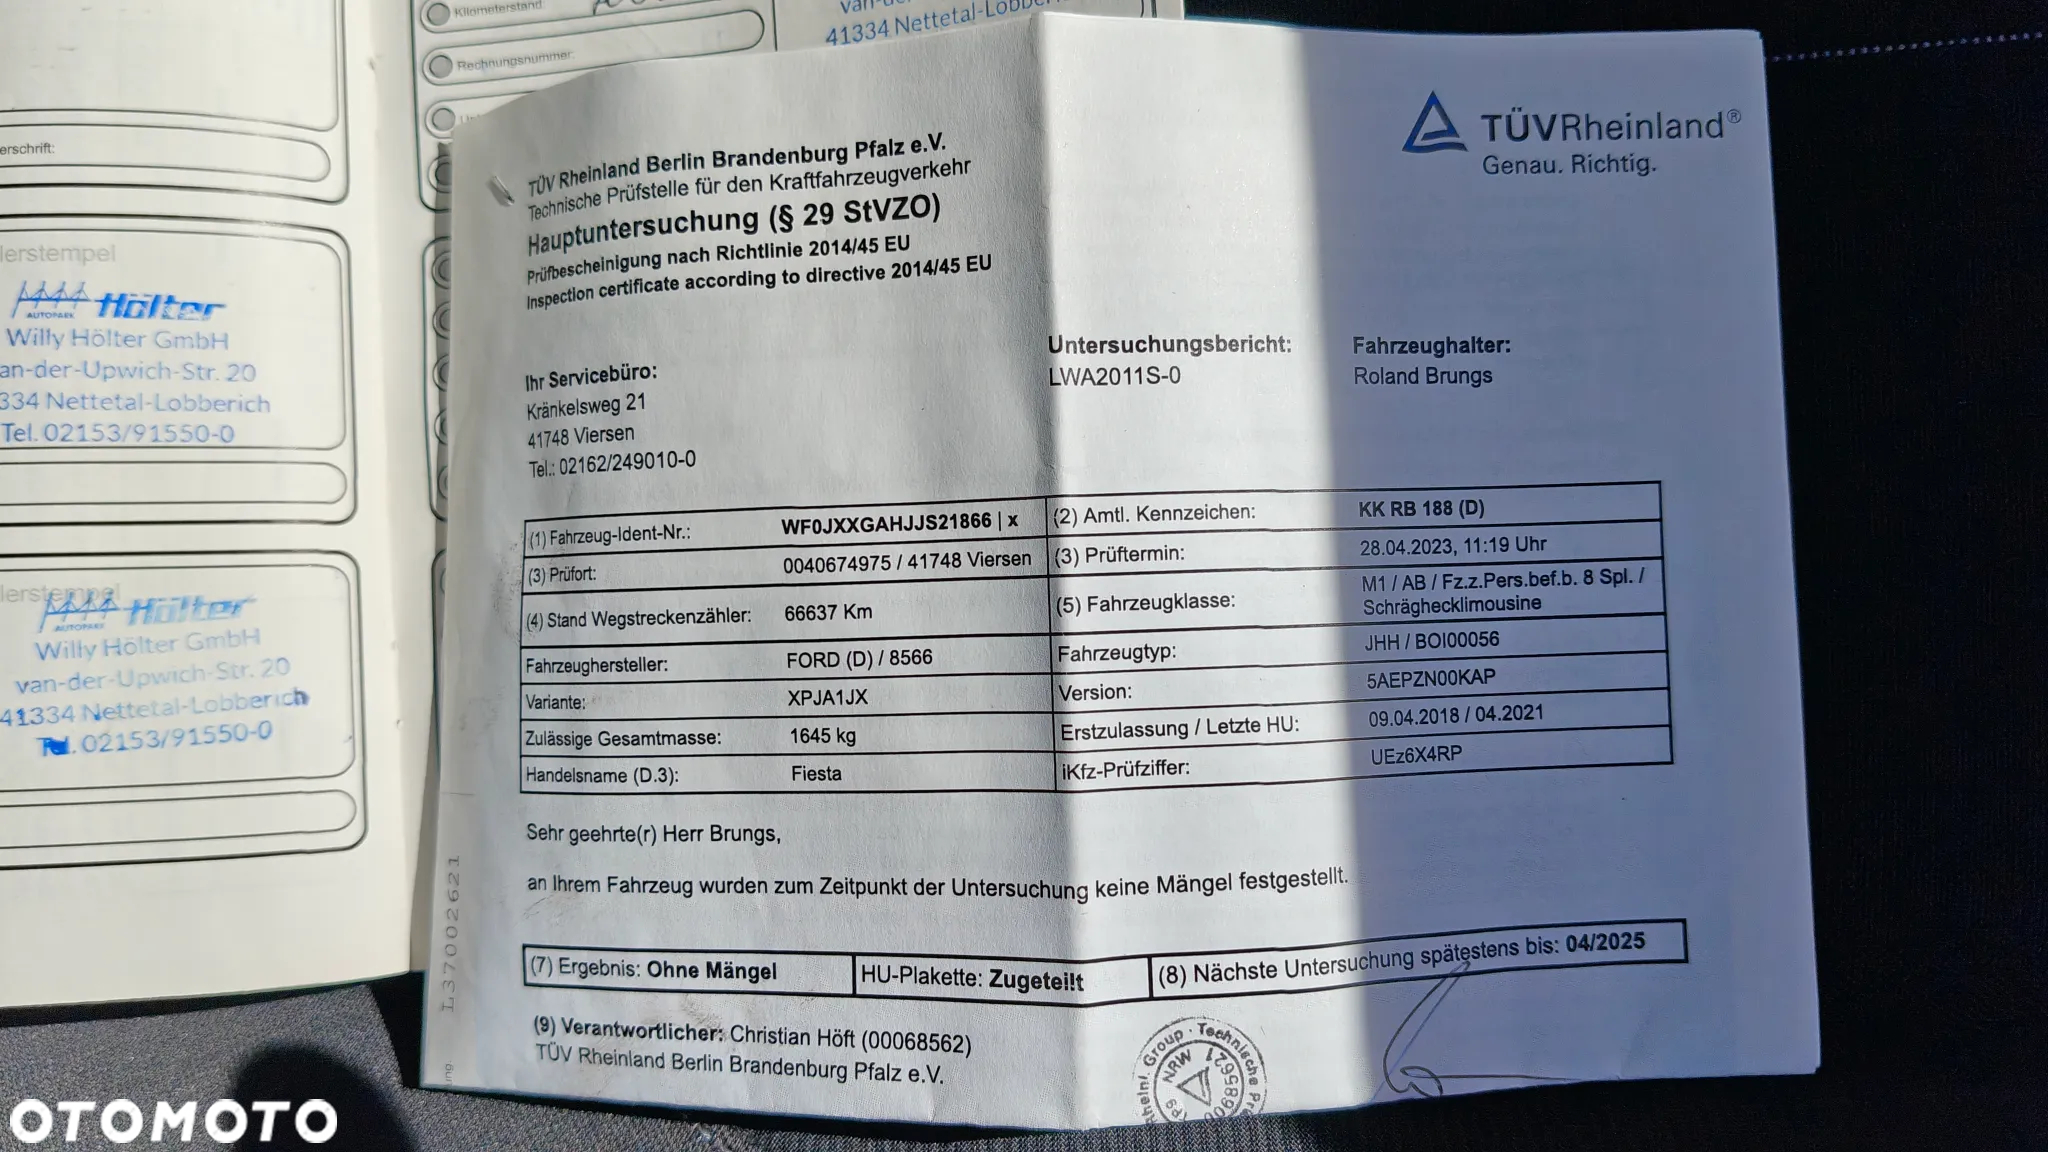 Kilometerstand
41334 Nettetal-Lobberich
Rechnungsnummer:
erschrift:
lerstempel
AUTOPARK Hölter
Willy Hölter GmbH
an-der-Upwich-Str. 20
334 Nettetal-Lobberich
Tel. 02153/91550-0
lerstempel
AUTOPARK Hölter
Willy Hölter GmbH
van-der-Upwich-Str. 20
41334 Nettetal-Lobberich
Tel. 02153/91550-0
TÜVRheinland®
Genau. Richtig.
TÜV Rheinland Berlin Brandenburg Pfalz e.V.
Technische Prüfstelle für den Kraftfahrzeugverkehr
Hauptuntersuchung (§ 29 StVZO)
Prüfbescheinigung nach Richtlinie 2014/45 EU
Inspection certificate according to directive 2014/45 EU
Ihr Servicebüro:
Kränkelsweg 21
41748 Viersen
Tel.: 02162/249010-0
Untersuchungsbericht:
LWA2011S-0
Fahrzeughalter:
Roland Brungs
(1) Fahrzeug-Ident-Nr.: WF0JXXGAHJJS21866 | x (2) Amtl. Kennzeichen: KK RB 188 (D)
(3) Prüfort: 0040674975 / 41748 Viersen (3) Prüftermin: 28.04.2023, 11:19 Uhr
(4) Stand Wegstreckenzähler: 66637 Km (5) Fahrzeugklasse: M1 / AB / Fz.z.Pers.bef.b. 8 Spl. /
Schräghecklimousine
Fahrzeughersteller: FORD (D) / 8566 Fahrzeugtyp: JHH / BOI00056
Variante: XPJA1JX Version: 5AEPZN00KAP
Zulässige Gesamtmasse: 1645 kg Erstzulassung / Letzte HU: 09.04.2018 / 04.2021
Handelsname (D.3): Fiesta iKfz-Prüfziffer: UEz6X4RP
Sehr geehrte(r) Herr Brungs,
an Ihrem Fahrzeug wurden zum Zeitpunkt der Untersuchung keine Mängel festgestellt.
(7) Ergebnis: Ohne Mängel HU-Plakette: Zugeteilt (8) Nächste Untersuchung spätestens bis: 04/2025
(9) Verantwortlicher: Christian Höft (00068562)
TÜV Rheinland Berlin Brandenburg Pfalz e.V.
L370002621
Rheinl. Group · Technische
NRW
OTOMOTO